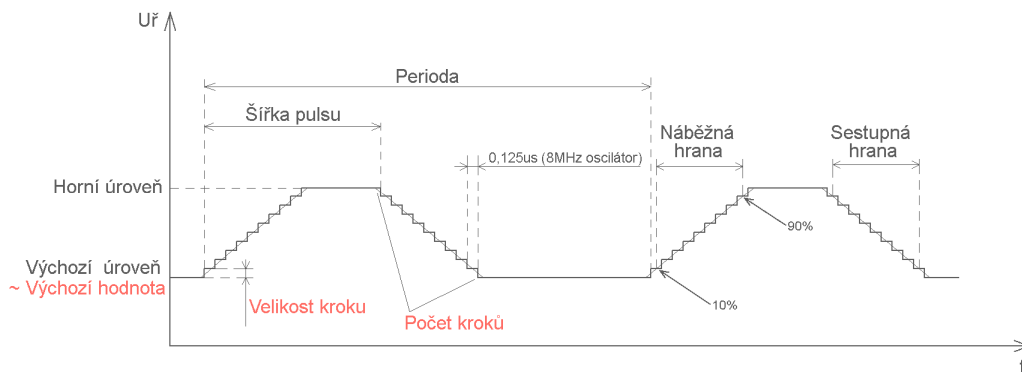 Uř
Perioda
Šířka pulsu
Náběžná
hrana
Sestupná
hrana
0,125us (8MHz oscilátor)
Horní úroveň
90%
Výchozí úroveň
~ Výchozí hodnota
Velikost kroku
Počet kroků
10%
t